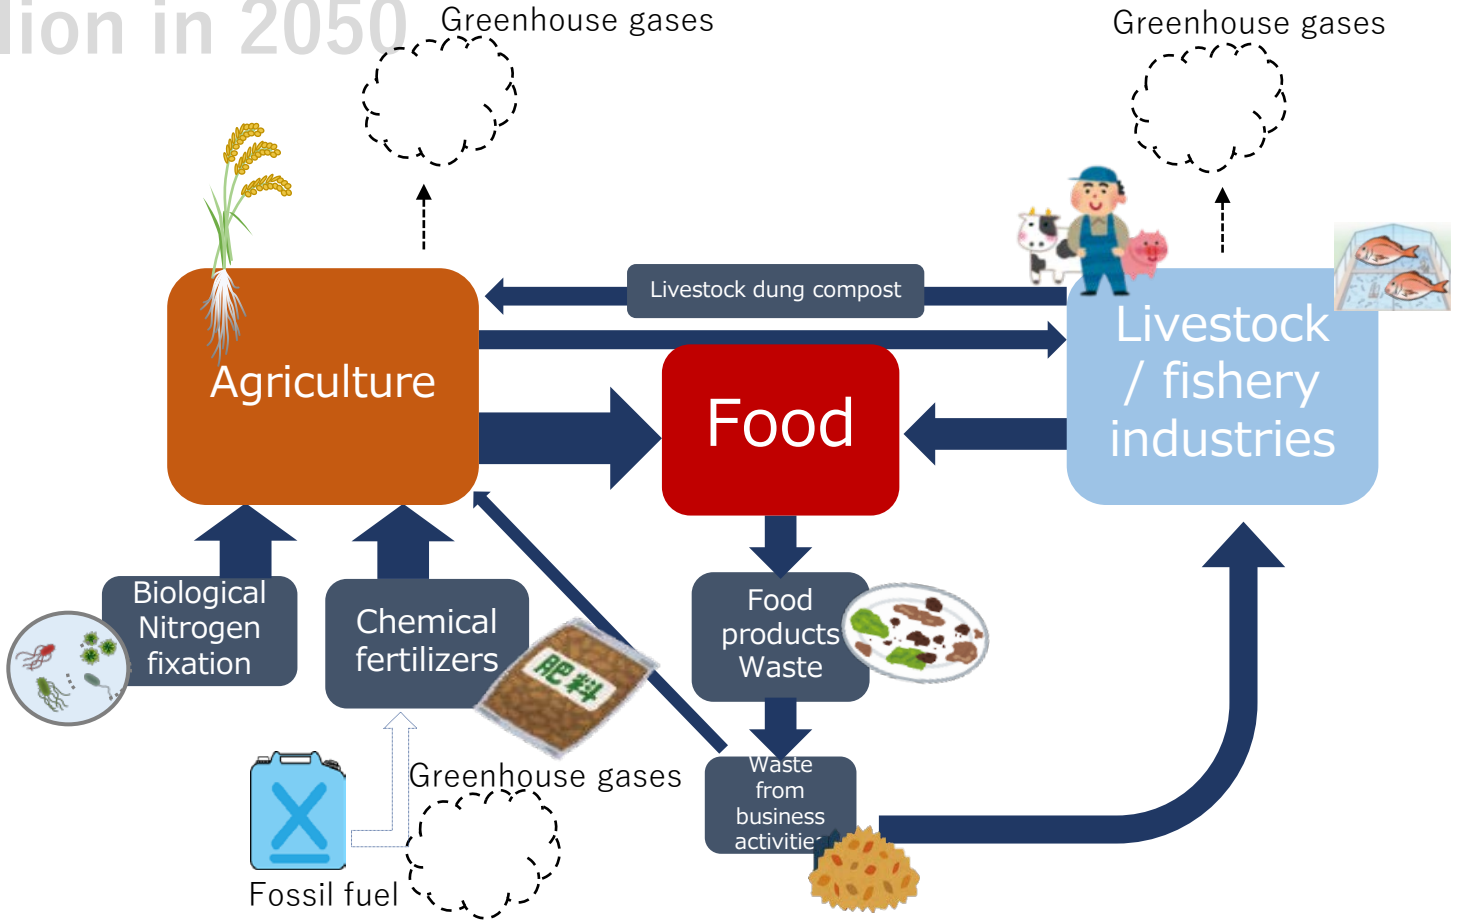 lion in 2050
Greenhouse gases
Greenhouse gases
Livestock dung compost
Agriculture
Food
Livestock
/ fishery
industries
Biological
Nitrogen
fixation
Chemical
fertilizers
肥料
Food
products
Waste
Greenhouse gases
Fossil fuel
Waste
from
business
activities